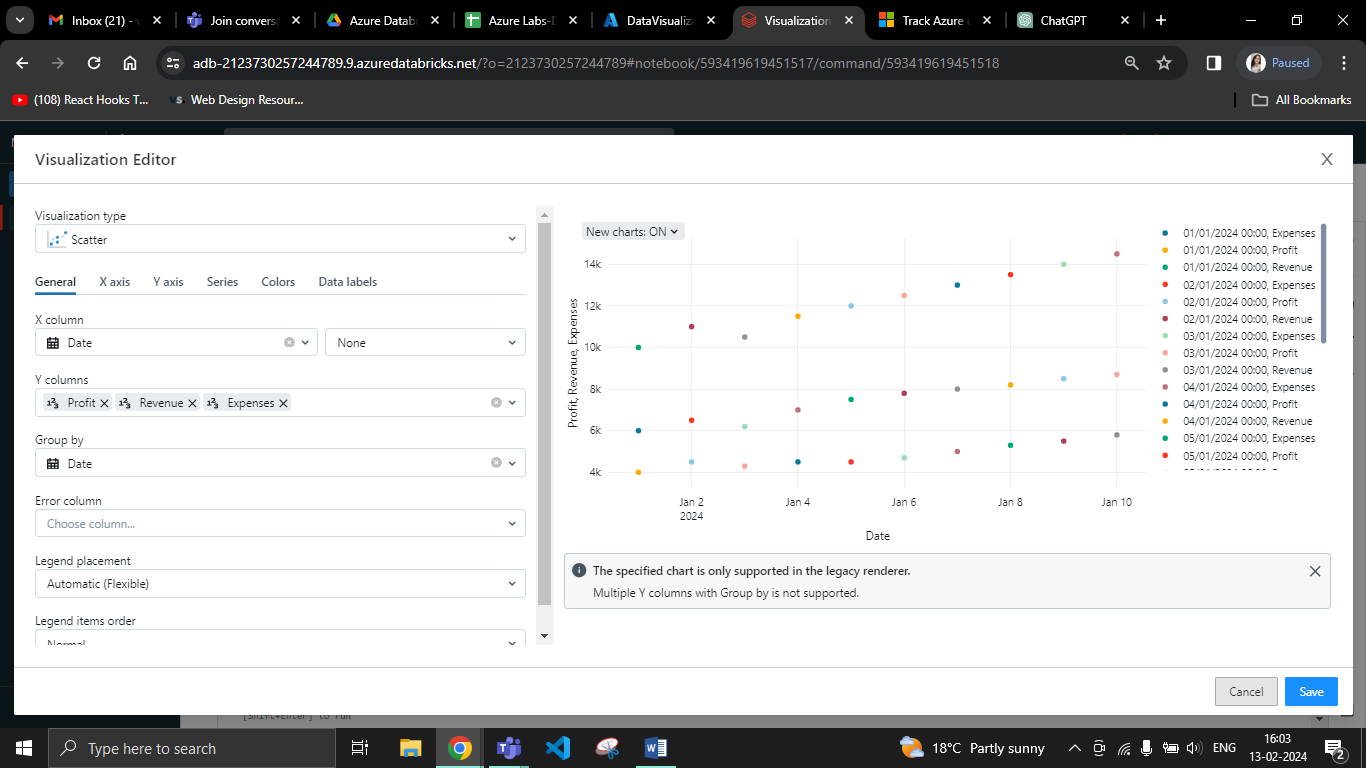 Inbox (21) -
Join convers
Azure Datab
Azure Labs-D
DataVisualiz
Visualization
Track Azure
ChatGPT
adb-2123730257244789.9.azuredatabricks.net/?o=2123730257244789#notebook/593419619451517/command/593419619451518
Paused
(108) React Hooks T...
VS
Web Design Resour...
All Bookmarks
Visualization Editor
Visualization type
Scatter
General X axis Y axis Series Colors Data labels
X column
Date
None
Y columns
123 Profit
123 Revenue
123 Expenses
Group by
Date
Error column
Choose column...
Legend placement
Automatic (Flexible)
Legend items order
Normal
New charts: ON
Profit, Revenue, Expenses
14k
12k
10k
8k
6k
4k
Jan 2
2024
Jan 4
Jan 6
Jan 8
Jan 10
Date
01/01/2024 00:00, Expenses
01/01/2024 00:00, Profit
01/01/2024 00:00, Revenue
02/01/2024 00:00, Expenses
02/01/2024 00:00, Profit
02/01/2024 00:00, Revenue
03/01/2024 00:00, Expenses
03/01/2024 00:00, Profit
03/01/2024 00:00, Revenue
04/01/2024 00:00, Expenses
04/01/2024 00:00, Profit
04/01/2024 00:00, Revenue
05/01/2024 00:00, Expenses
05/01/2024 00:00, Profit
The specified chart is only supported in the legacy renderer.
Multiple Y columns with Group by is not supported.
Cancel
Save
[Shift+Enter] to run
Type here to search
18°C Partly sunny
ENG
16:03
13-02-2024
2